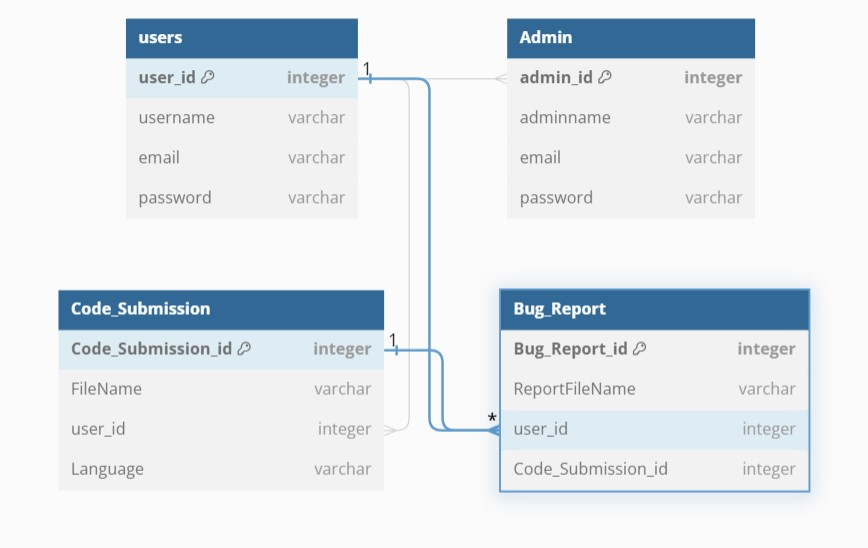 users
user_id integer
username varchar
email varchar
password varchar
1
Admin
admin_id integer
adminname varchar
email varchar
password varchar
Code_Submission
Code_Submission_id integer
FileName varchar
user_id integer
Language varchar
1
*
Bug_Report
Bug_Report_id integer
ReportFileName varchar
user_id integer
Code_Submission_id integer